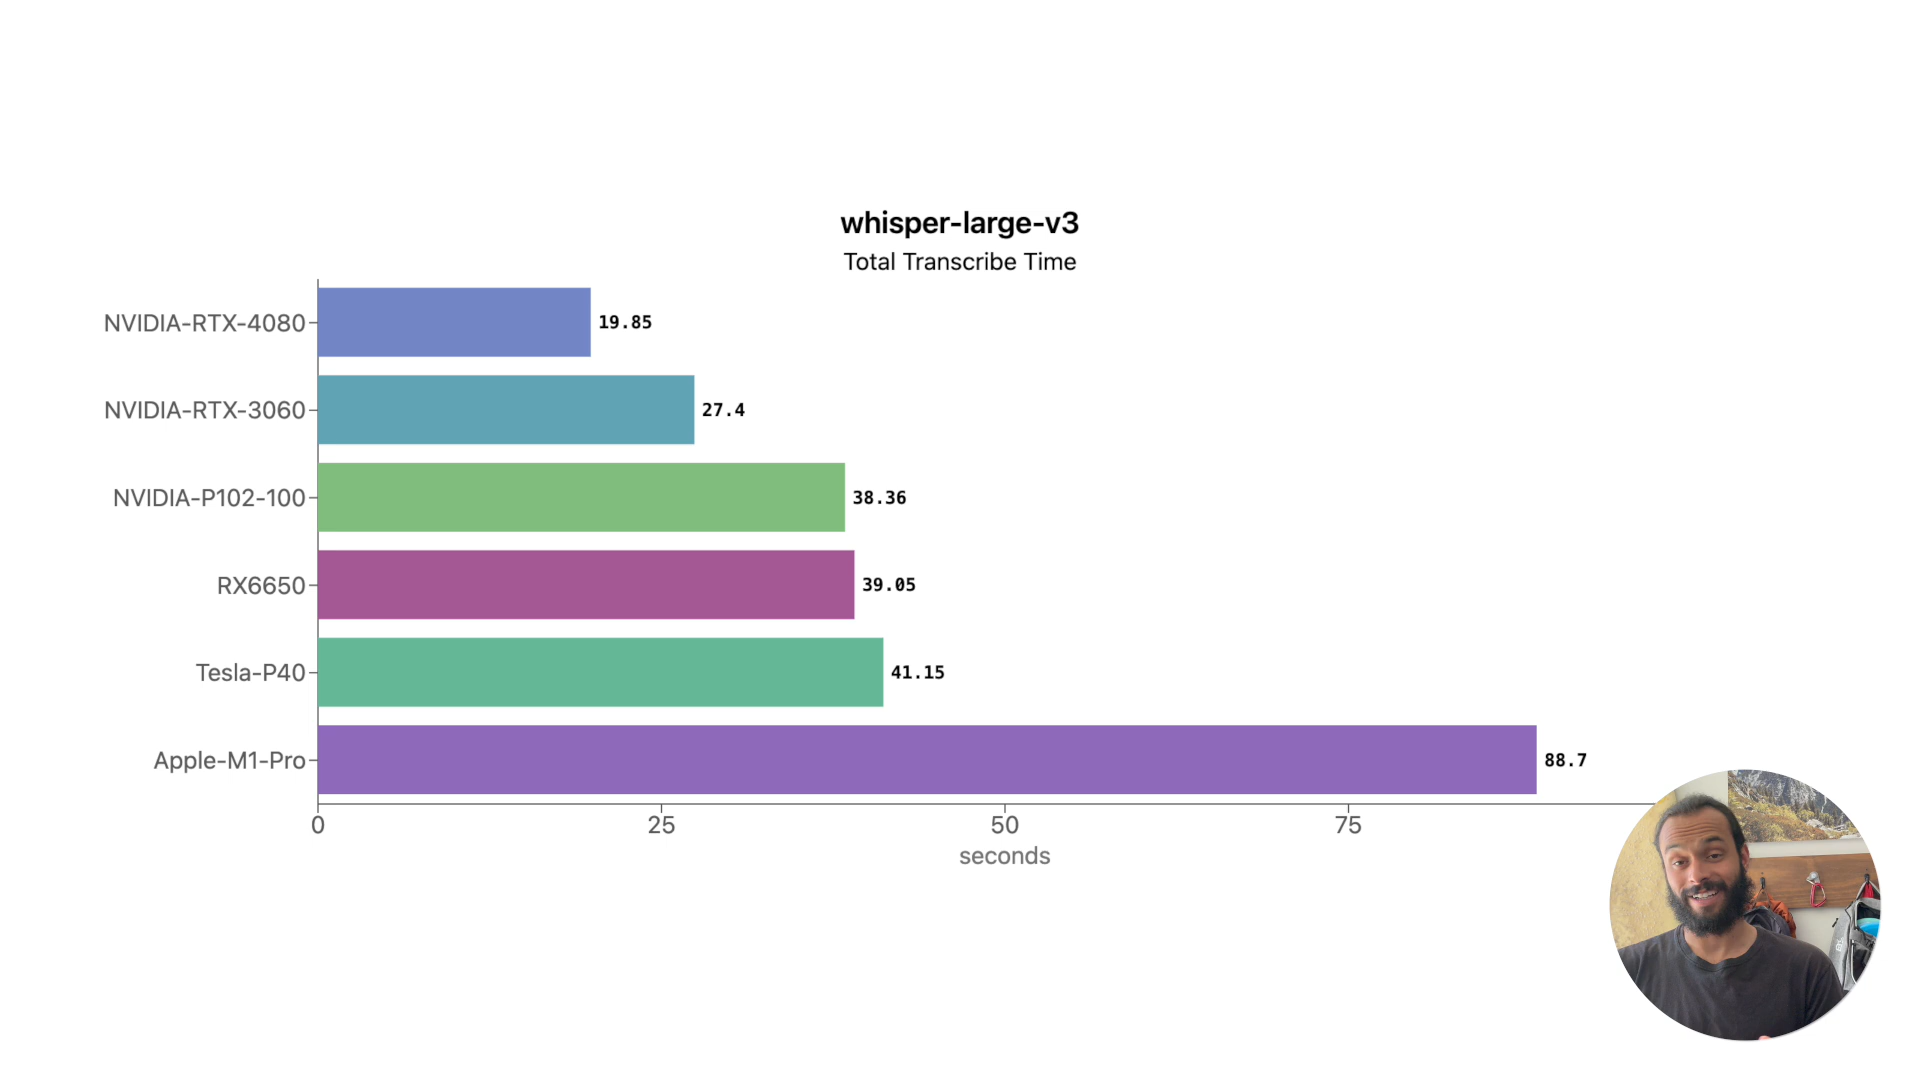 whisper-large-v3
Total Transcribe Time
NVIDIA-RTX-4080 19.85
NVIDIA-RTX-3060 27.4
NVIDIA-P102-100 38.36
RX6650 39.05
Tesla-P40 41.15
Apple-M1-Pro 88.7
0 25 50 75
seconds